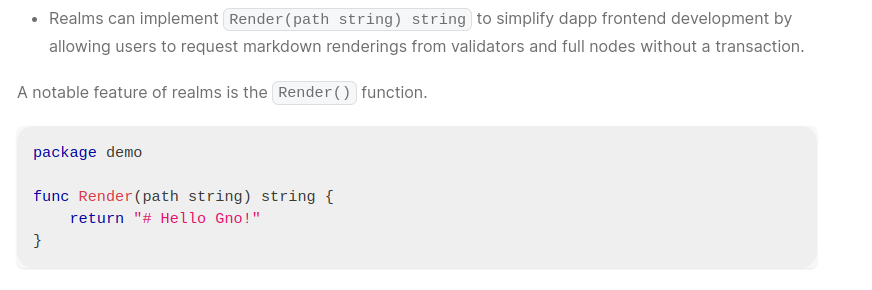 • Realms can implement Render(path string) string to simplify dapp frontend development by
allowing users to request markdown renderings from validators and full nodes without a transaction.
A notable feature of realms is the Render() function.
package demo
func Render(path string) string {
    return "# Hello Gno!"
}